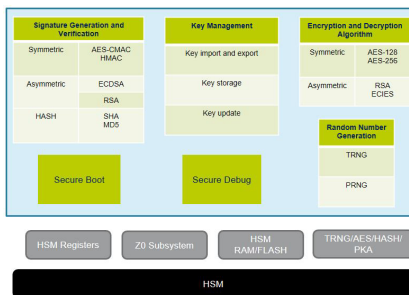 Signature Generation and
Verification
Symmetric
AES-CMAC
HMAC
Asymmetric
ECDSA
RSA
HASH
SHA
MD5
Key Management
Key import and export
Key storage
Key update
Encryption and Decryption
Algorithm
Symmetric
AES-128
AES-256
Asymmetric
RSA
ECIES
Random Number
Generation
TRNG
PRNG
Secure Boot
Secure Debug
HSM Registers
Z0 Subsystem
HSM
RAM/FLASH
TRNG/AES/HASH/
PKA
HSM